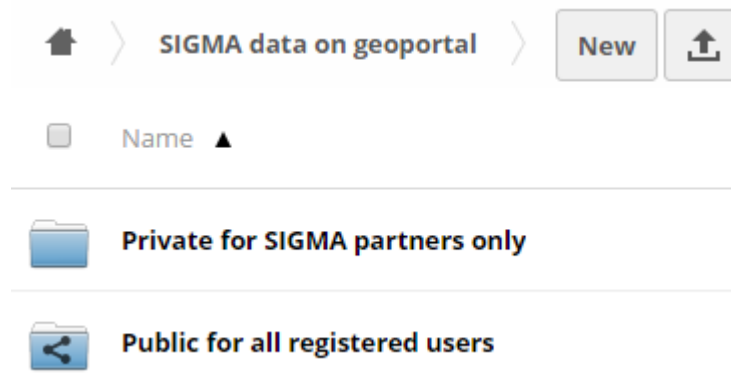 SIGMA data on geoportal New
Name ▲
Private for SIGMA partners only
Public for all registered users